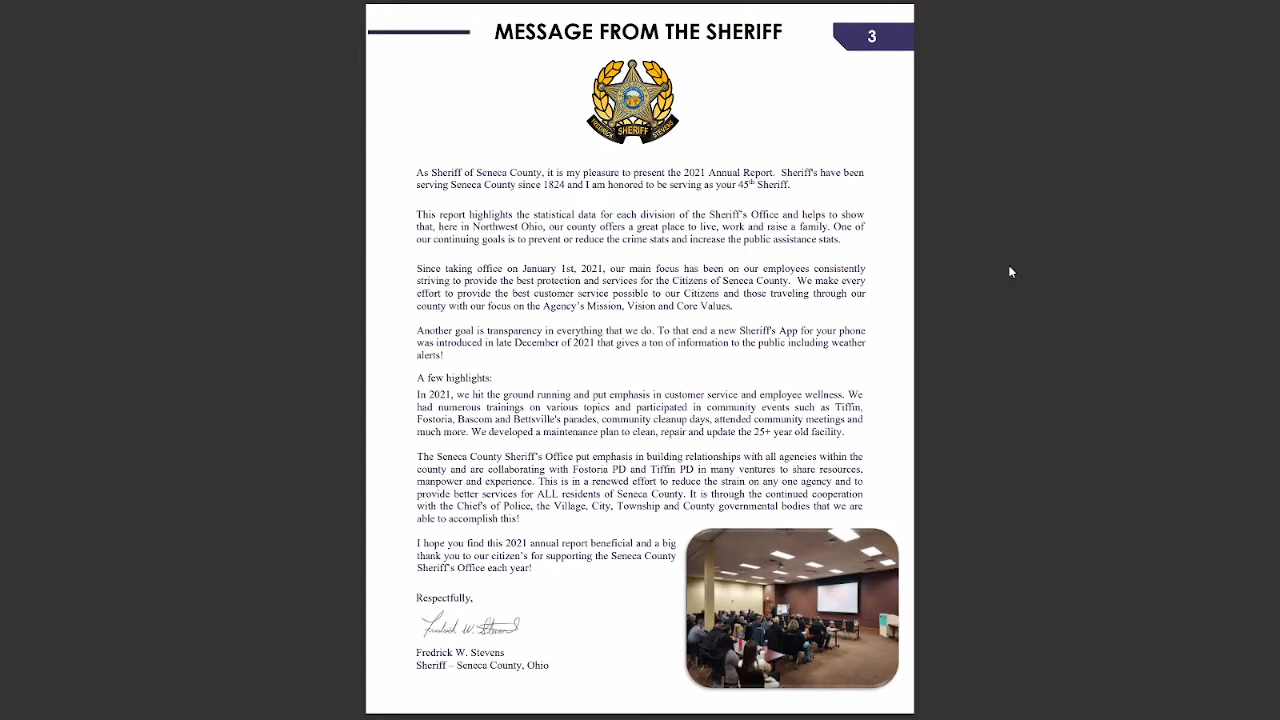 MESSAGE FROM THE SHERIFF
3
FREDRICK SHERIFF STEVENS
As Sheriff of Seneca County, it is my pleasure to present the 2021 Annual Report. Sheriff's have been
serving Seneca County since 1824 and I am honored to be serving as your 45th Sheriff.
This report highlights the statistical data for each division of the Sheriff's Office and helps to show
that, here in Northwest Ohio, our county offers a great place to live, work and raise a family. One of
our continuing goals is to prevent or reduce the crime stats and increase the public assistance stats.
Since taking office on January 1st, 2021, our main focus has been on our employees consistently
striving to provide the best protection and services for the Citizens of Seneca County. We make every
effort to provide the best customer service possible to our Citizens and those traveling through our
county with our focus on the Agency's Mission, Vision and Core Values.
Another goal is transparency in everything that we do. To that end a new Sheriff's App for your phone
was introduced in late December of 2021 that gives a ton of information to the public including weather
alerts!
A few highlights:
In 2021, we hit the ground running and put emphasis in customer service and employee wellness. We
had numerous trainings on various topics and participated in community events such as Tiffin,
Fostoria, Bascom and Bettsville's parades, community cleanup days, attended community meetings and
much more. We developed a maintenance plan to clean, repair and update the 25+ year old facility.
The Seneca County Sheriff's Office put emphasis in building relationships with all agencies within the
county and are collaborating with Fostoria PD and Tiffin PD in many ventures to share resources,
manpower and experience. This is in a renewed effort to reduce the strain on any one agency and to
provide better services for ALL residents of Seneca County. It is through the continued cooperation
with the Chief's of Police, the Village, City, Township and County governmental bodies that we are
able to accomplish this!
I hope you find this 2021 annual report beneficial and a big
thank you to our citizen's for supporting the Seneca County
Sheriff's Office each year!
Respectfully,
Fredrick W. Stevens
Fredrick W. Stevens
Sheriff – Seneca County, Ohio